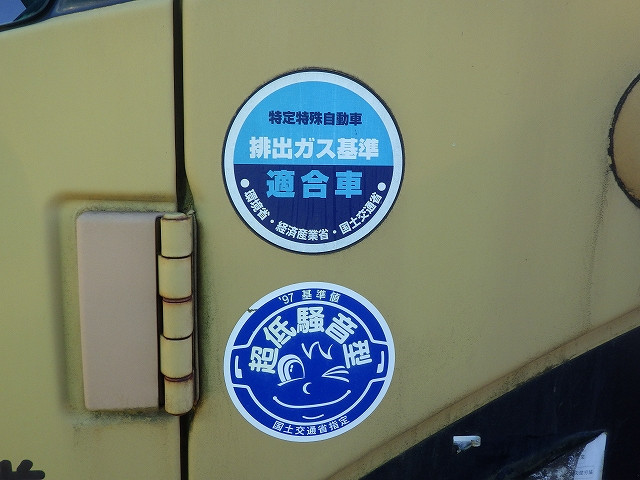 特定特殊自動車
排出ガス基準
適合車
・環境省・経済産業省・国土交通省・
'97 基準値
超低騒音型
国土交通省指定